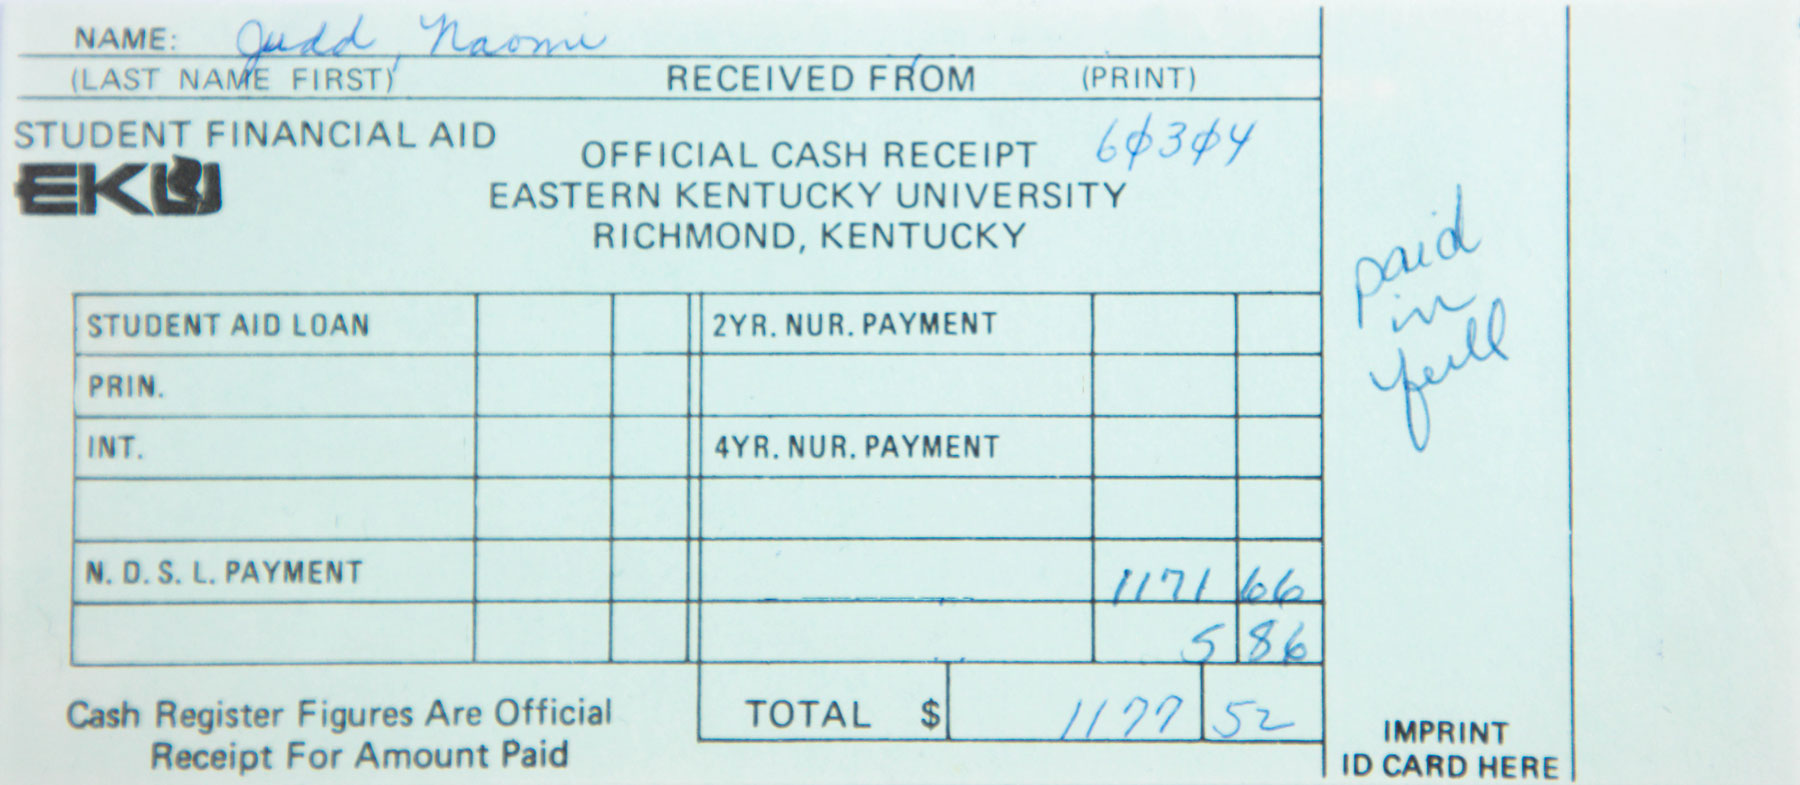 NAME: Judd, Naomi
(LAST NAME FIRST) RECEIVED FROM (PRINT)
STUDENT FINANCIAL AID
EKU
OFFICIAL CASH RECEIPT 60304
EASTERN KENTUCKY UNIVERSITY
RICHMOND, KENTUCKY
STUDENT AID LOAN 2YR. NUR. PAYMENT
PRIN.
INT. 4YR. NUR. PAYMENT
N. D. S. L. PAYMENT 1171 66
5 86
Cash Register Figures Are Official
Receipt For Amount Paid
TOTAL $ 1177 52
paid
in
full
IMPRINT
ID CARD HERE